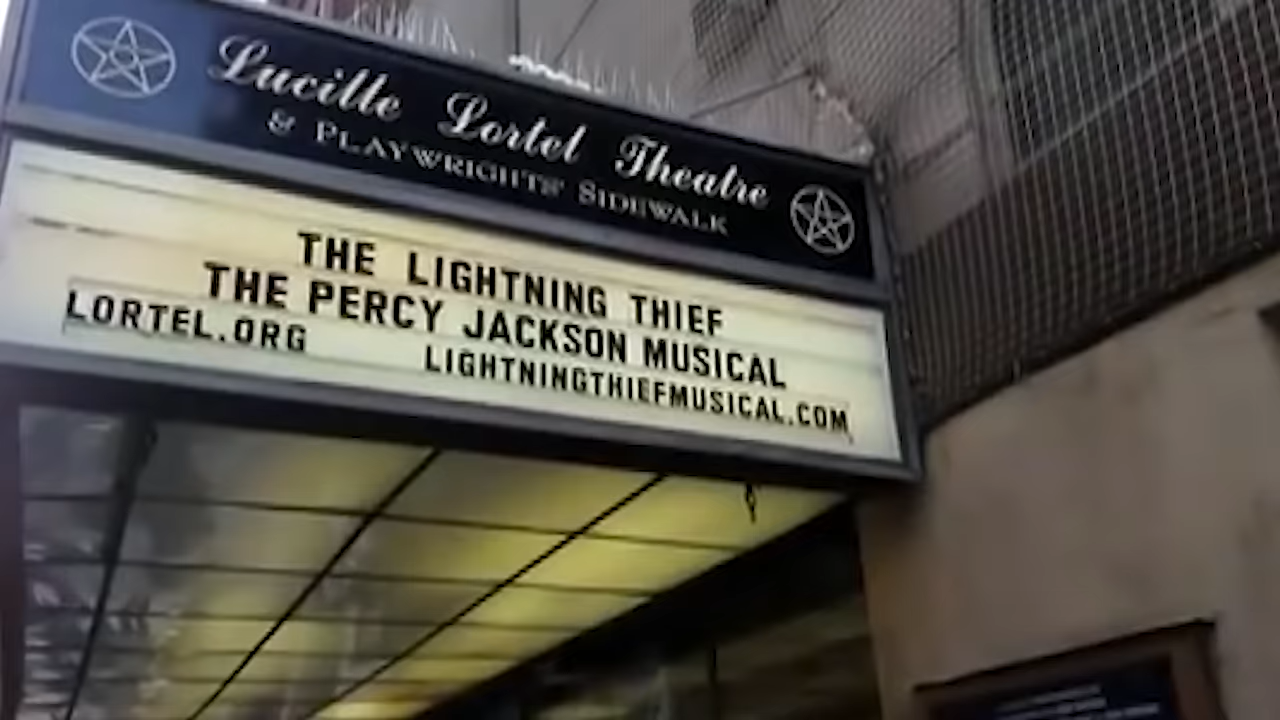 Lucille Lortel Theatre
& PLAYWRIGHTS' SIDEWALK
THE LIGHTNING THIEF
THE PERCY JACKSON MUSICAL
LORTEL.ORG
LIGHTNINGTHIEFMUSICAL.COM